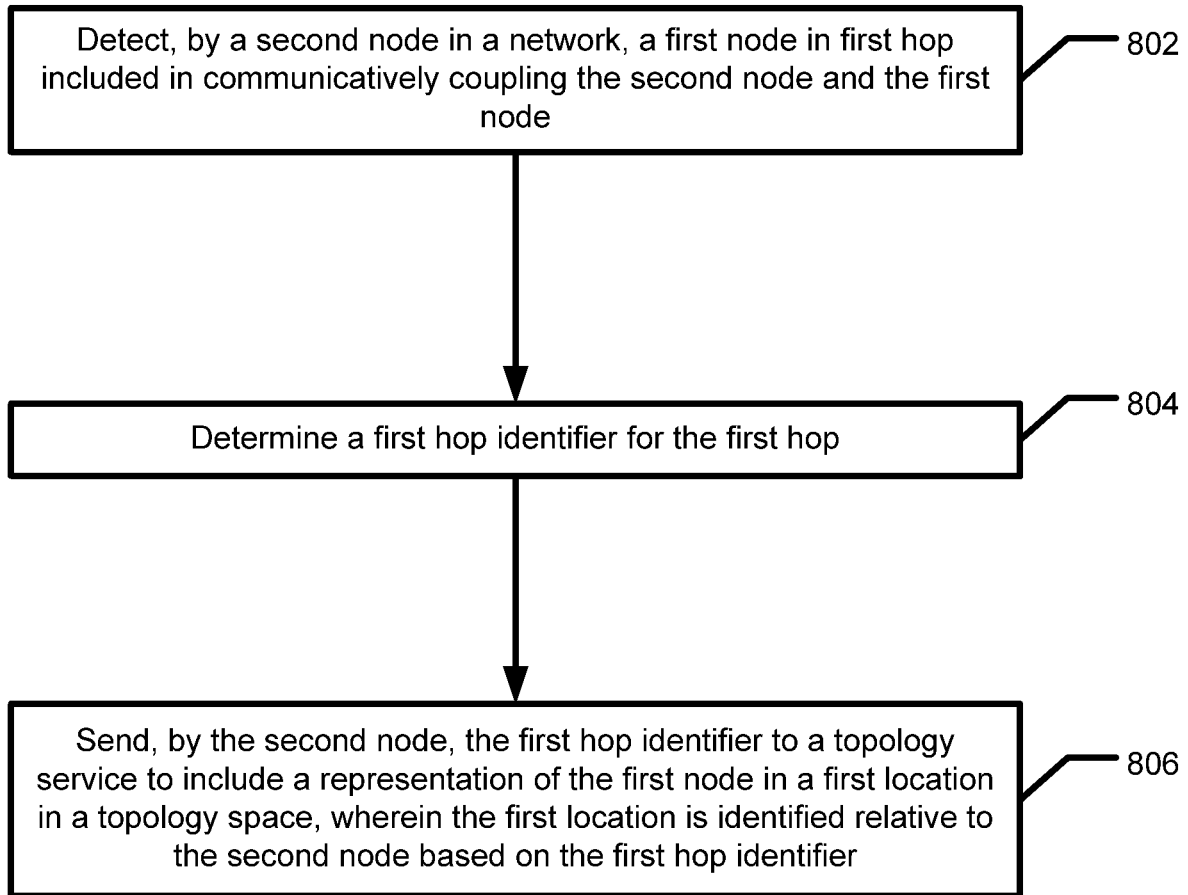 Detect, by a second node in a network, a first node in first hop
included in communicatively coupling the second node and the first
node
802
Determine a first hop identifier for the first hop
804
Send, by the second node, the first hop identifier to a topology
service to include a representation of the first node in a first location
in a topology space, wherein the first location is identified relative to
the second node based on the first hop identifier
806